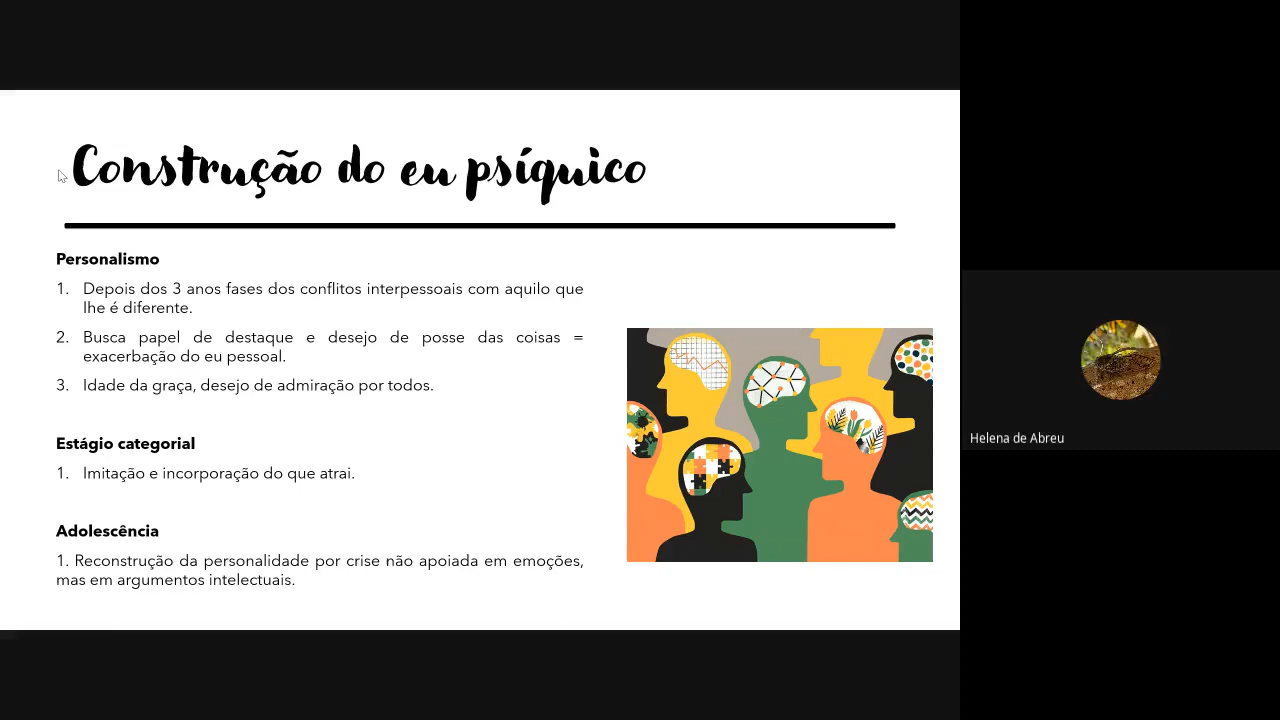 Construção do eu psíquico
Personalismo
1. Depois dos 3 anos fases dos conflitos interpessoais com aquilo que
lhe é diferente.
2. Busca papel de destaque e desejo de posse das coisas =
exacerbação do eu pessoal.
3. Idade da graça, desejo de admiração por todos.
Estágio categorial
1. Imitação e incorporação do que atrai.
Adolescência
1. Reconstrução da personalidade por crise não apoiada em emoções,
mas em argumentos intelectuais.
Helena de Abreu